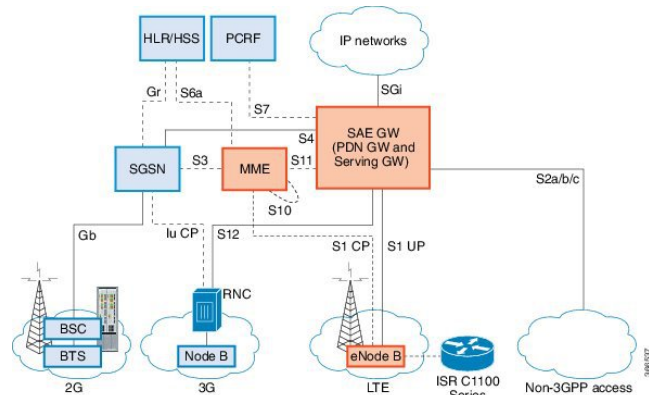 HLR/HSS
PCRF
IP networks
Gr
S6a
S7
SGi
S4
SAE GW
(PDN GW and
Serving GW)
SGSN
S3
MME
S11
S10
S2a/b/c
Gb
Iu CP
S12
S1 CP
S1 UP
RNC
BSC
BTS
Node B
eNode B
2G
3G
LTE
ISR C1100
Series
Non-3GPP access